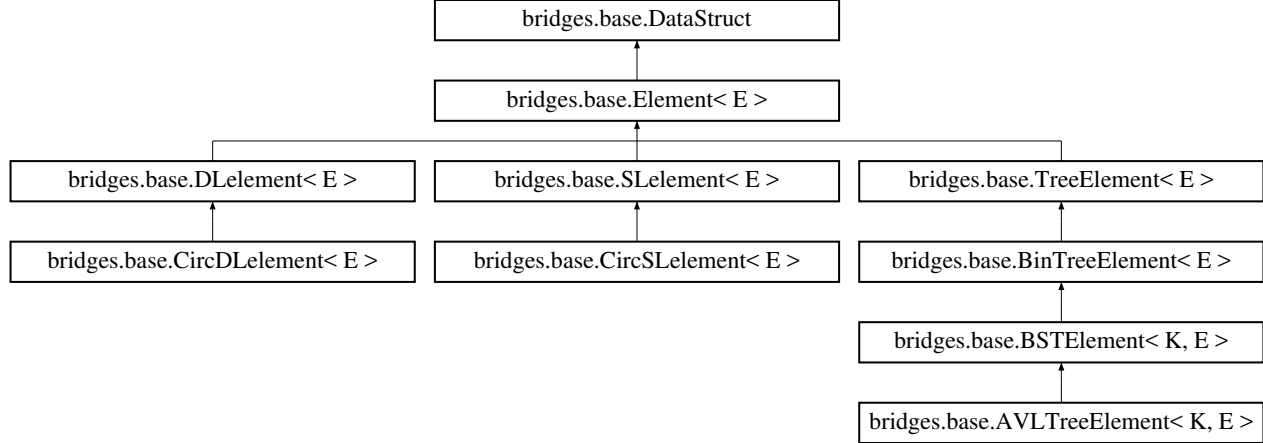 bridges.base.DataStruct
bridges.base.Element< E >
bridges.base.DLelement< E >
bridges.base.SLelement< E >
bridges.base.TreeElement< E >
bridges.base.CircDLelement< E >
bridges.base.CircSLelement< E >
bridges.base.BinTreeElement< E >
bridges.base.BSTElement< K, E >
bridges.base.AVLTreeElement< K, E >